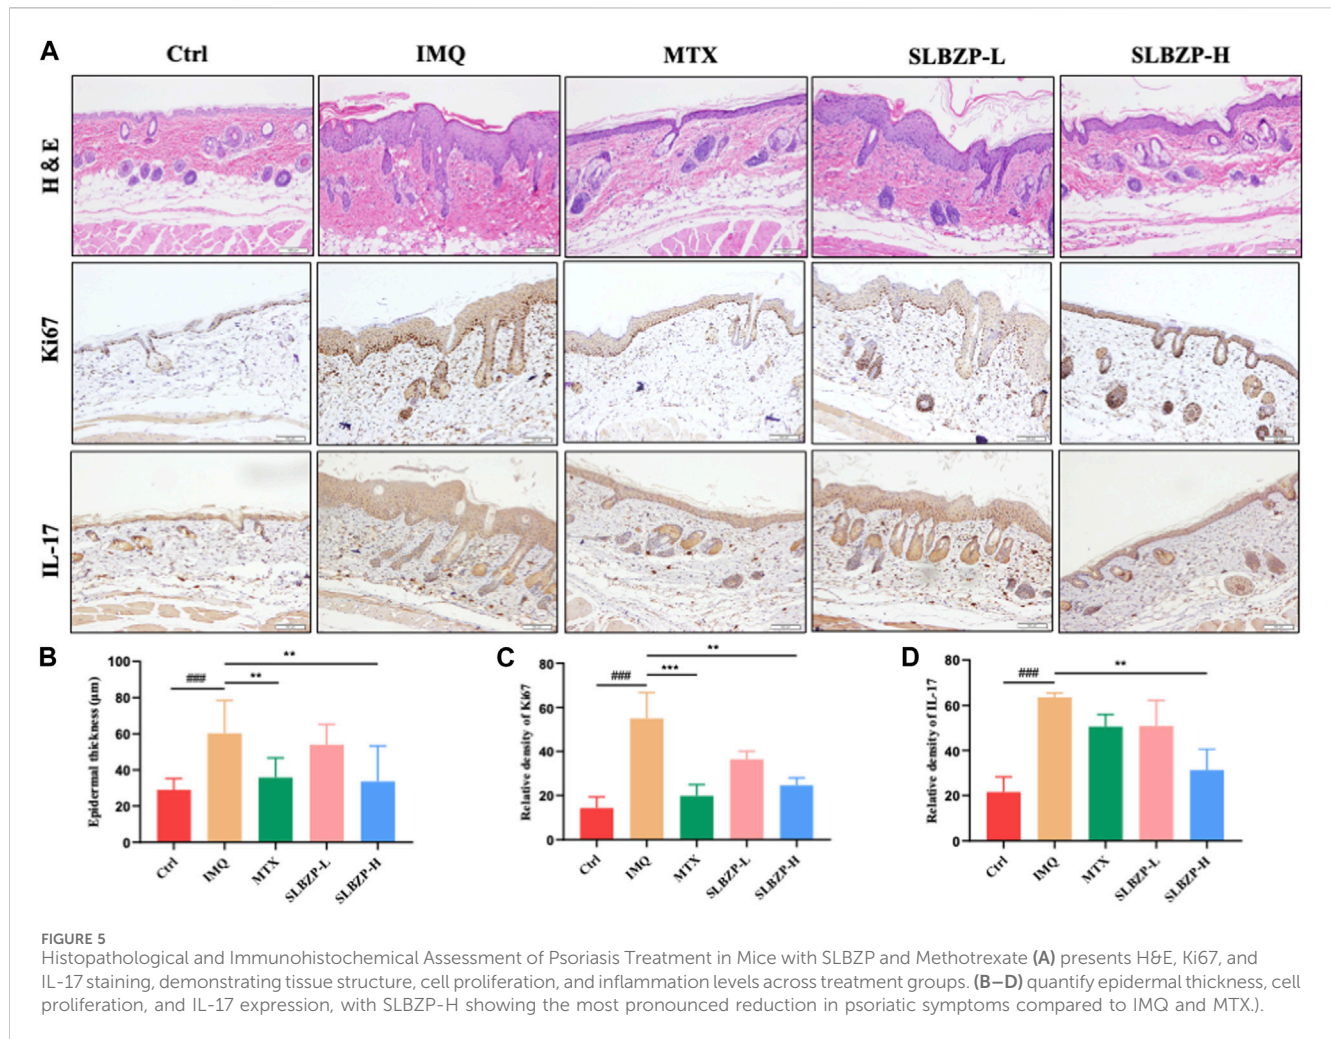 A
Ctrl IMQ MTX SLBZP-L SLBZP-H
H&E
Ki67
IL-17
B
Epidermal thickness (μm)
100
80
60
40
20
0
###
**
**
Ctrl
IMQ
MTX
SLBZP-L
SLBZP-H
C
Relative density of Ki67
80
60
40
20
0
###
***
**
Ctrl
IMQ
MTX
SLBZP-L
SLBZP-H
D
Relative density of IL-17
80
60
40
20
0
###
**
Ctrl
IMQ
MTX
SLBZP-L
SLBZP-H
FIGURE 5
Histopathological and Immunohistochemical Assessment of Psoriasis Treatment in Mice with SLBZP and Methotrexate (A) presents H&E, Ki67, and
IL-17 staining, demonstrating tissue structure, cell proliferation, and inflammation levels across treatment groups. (B–D) quantify epidermal thickness, cell
proliferation, and IL-17 expression, with SLBZP-H showing the most pronounced reduction in psoriatic symptoms compared to IMQ and MTX.).